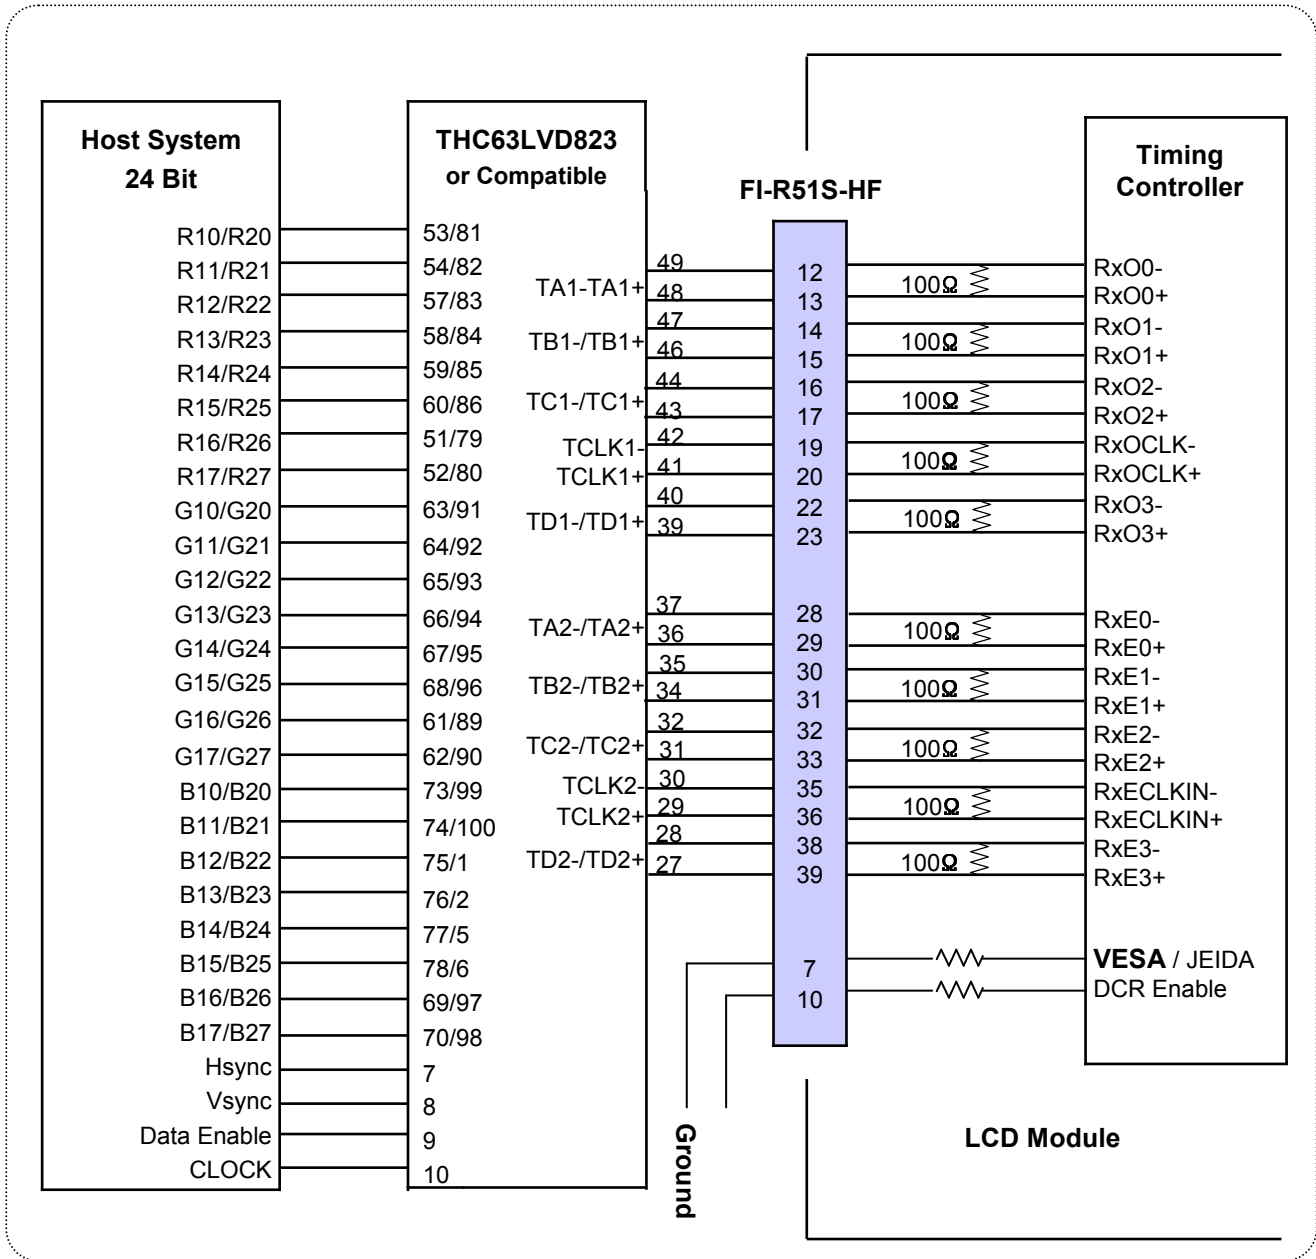 Host System
24 Bit
R10/R20
R11/R21
R12/R22
R13/R23
R14/R24
R15/R25
R16/R26
R17/R27
G10/G20
G11/G21
G12/G22
G13/G23
G14/G24
G15/G25
G16/G26
G17/G27
B10/B20
B11/B21
B12/B22
B13/B23
B14/B24
B15/B25
B16/B26
B17/B27
Hsync
Vsync
Data Enable
CLOCK
THC63LVD823
or Compatible
53/81
54/82
57/83
58/84
59/85
60/86
51/79
52/80
63/91
64/92
65/93
66/94
67/95
68/96
61/89
62/90
73/99
74/100
75/1
76/2
77/5
78/6
69/97
70/98
7
8
9
10
TA1-TA1+
TB1-/TB1+
TC1-/TC1+
TCLK1-
TCLK1+
TD1-/TD1+
TA2-/TA2+
TB2-/TB2+
TC2-/TC2+
TCLK2-
TCLK2+
TD2-/TD2+
49
48
47
46
44
43
42
41
40
39
37
36
35
34
32
31
30
29
28
27
FI-R51S-HF
12
13
14
15
16
17
19
20
22
23
28
29
30
31
32
33
35
36
38
39
7
10
Ground
100Ω
100Ω
100Ω
100Ω
100Ω
100Ω
100Ω
100Ω
100Ω
100Ω
Timing
Controller
RxO0-
RxO0+
RxO1-
RxO1+
RxO2-
RxO2+
RxOCLK-
RxOCLK+
RxO3-
RxO3+
RxE0-
RxE0+
RxE1-
RxE1+
RxE2-
RxE2+
RxECLKIN-
RxECLKIN+
RxE3-
RxE3+
VESA / JEIDA
DCR Enable
LCD Module